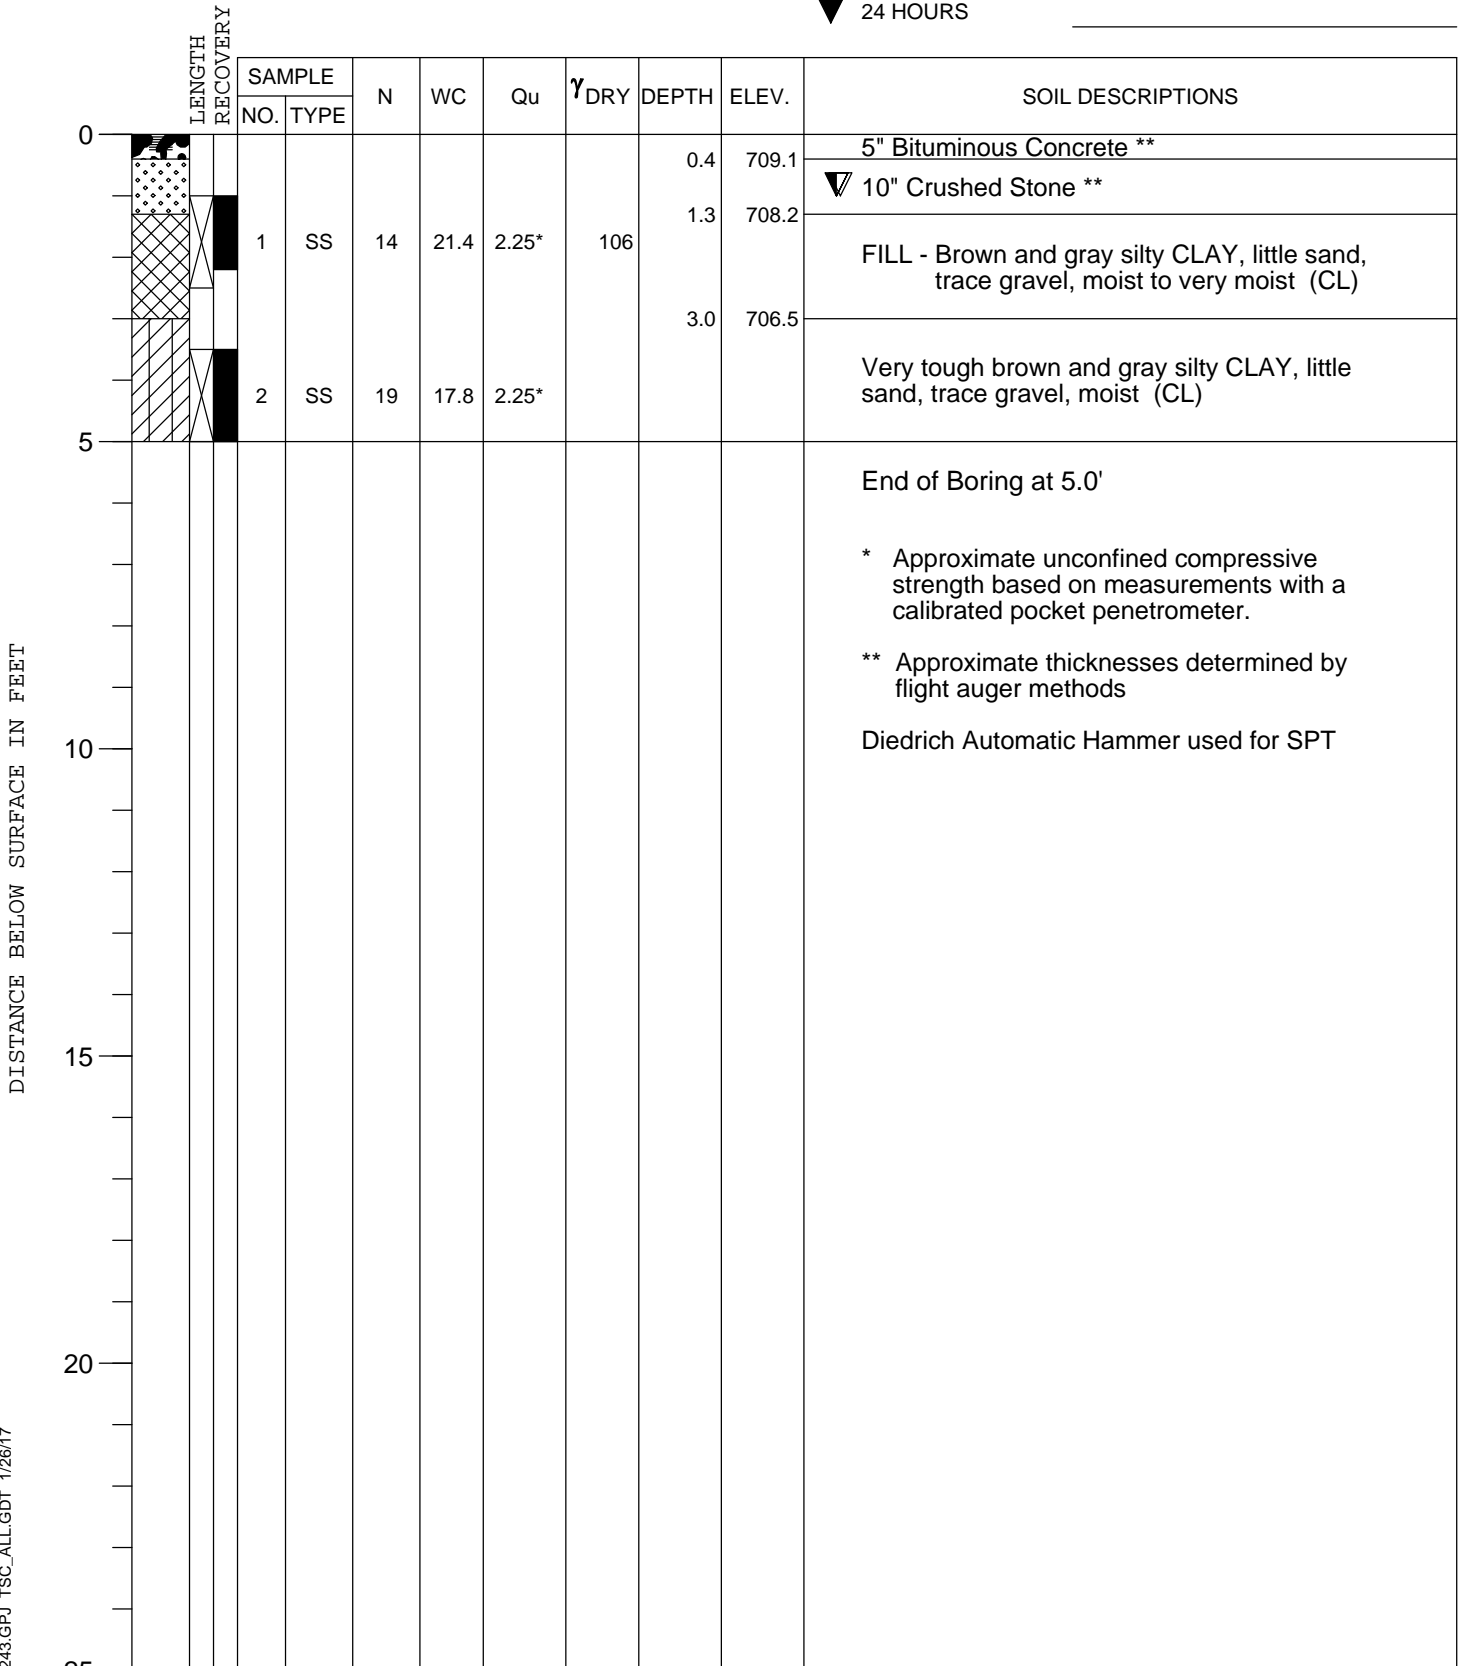 24 HOURS
LENGTH
RECOVERY
SAMPLE
NO. TYPE N WC Qu γDRY DEPTH ELEV. SOIL DESCRIPTIONS
0
5" Bituminous Concrete **
0.4 709.1
10" Crushed Stone **
1.3 708.2
1 SS 14 21.4 2.25* 106
FILL - Brown and gray silty CLAY, little sand,
trace gravel, moist to very moist (CL)
3.0 706.5
Very tough brown and gray silty CLAY, little
sand, trace gravel, moist (CL)
2 SS 19 17.8 2.25*
5
End of Boring at 5.0'
* Approximate unconfined compressive
strength based on measurements with a
calibrated pocket penetrometer.
** Approximate thicknesses determined by
flight auger methods
Diedrich Automatic Hammer used for SPT
10
15
20
DISTANCE BELOW SURFACE IN FEET
243.GPJ TSC_ALL.GDT 1/26/17